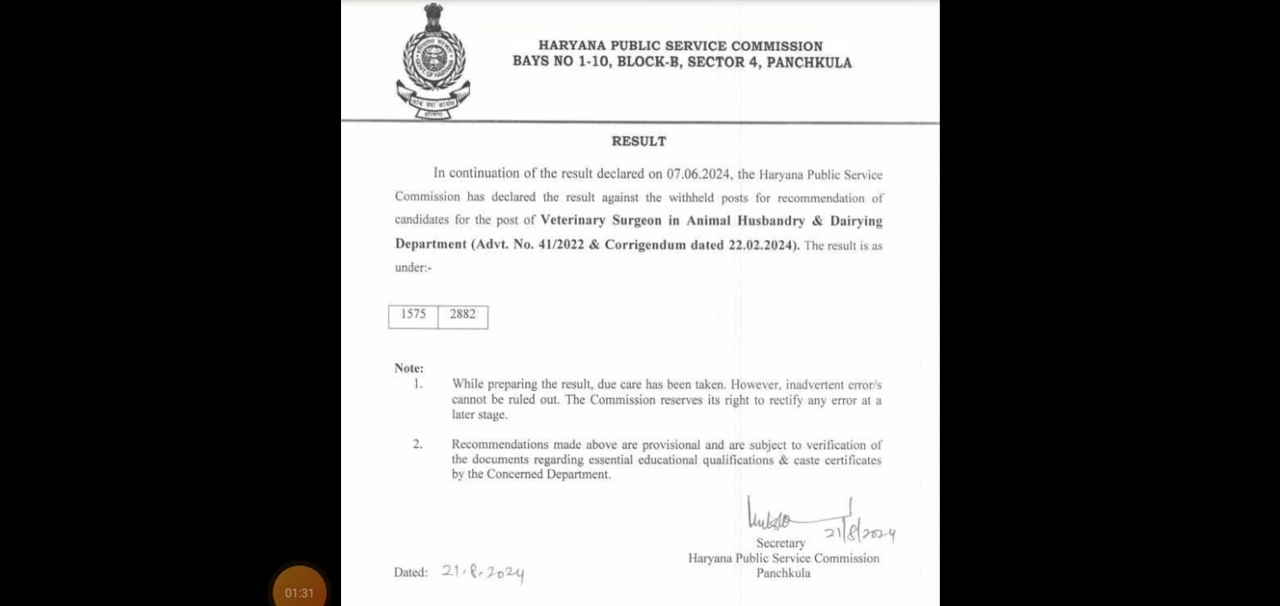 HARYANA PUBLIC SERVICE COMMISSION
BAYS NO 1-10, BLOCK-B, SECTOR 4, PANCHKULA
RESULT
In continuation of the result declared on 07.06.2024, the Haryana Public Service
Commission has declared the result against the withheld posts for recommendation of
candidates for the post of Veterinary Surgeon in Animal Husbandry & Dairying
Department (Advt. No. 41/2022 & Corrigendum dated 22.02.2024). The result is as
under:-
1575 2882
Note:
1. While preparing the result, due care has been taken. However, inadvertent error/s
cannot be ruled out. The Commission reserves its right to rectify any error at a
later stage.
2. Recommendations made above are provisional and are subject to verification of
the documents regarding essential educational qualifications & caste certificates
by the Concerned Department.
21/8/2024
Secretary
Haryana Public Service Commission
Dated: 21.8.2024 Panchkula
01:31